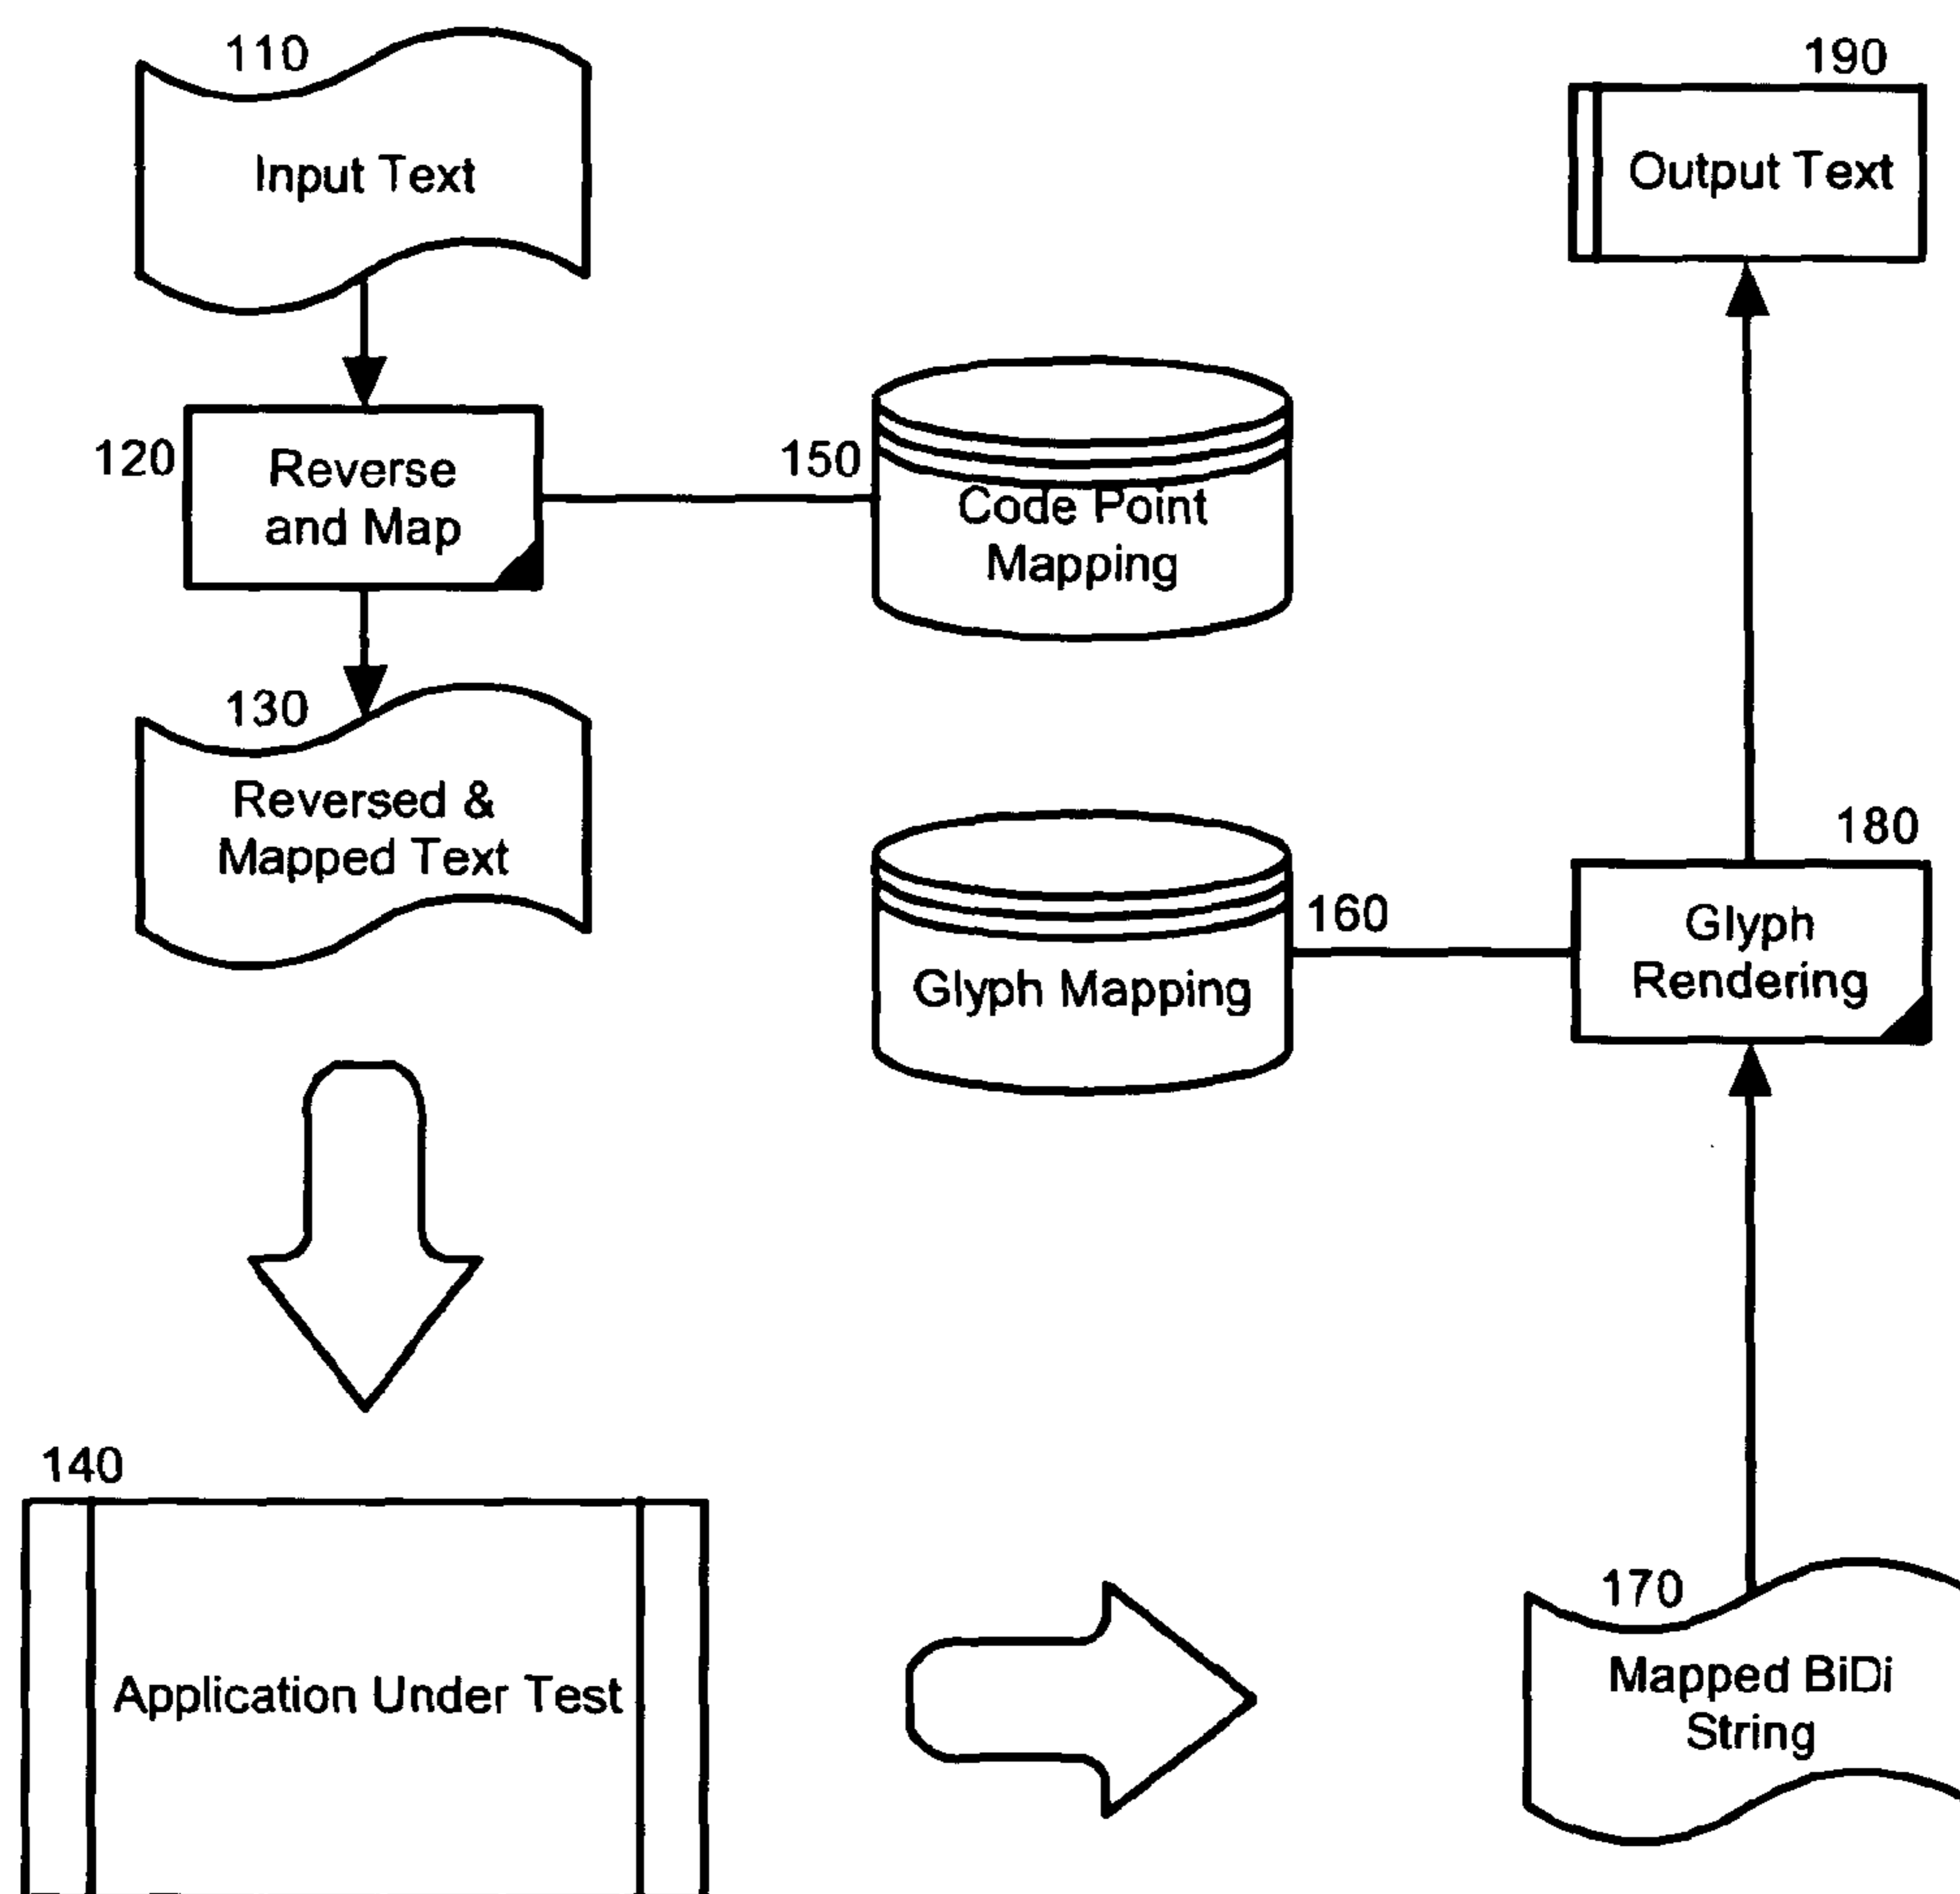 110
Input Text
120
Reverse
and Map
150
Code Point
Mapping
130
Reversed &
Mapped Text
160
Glyph Mapping
140
Application Under Test
170
Mapped BiDi
String
180
Glyph
Rendering
190
Output Text